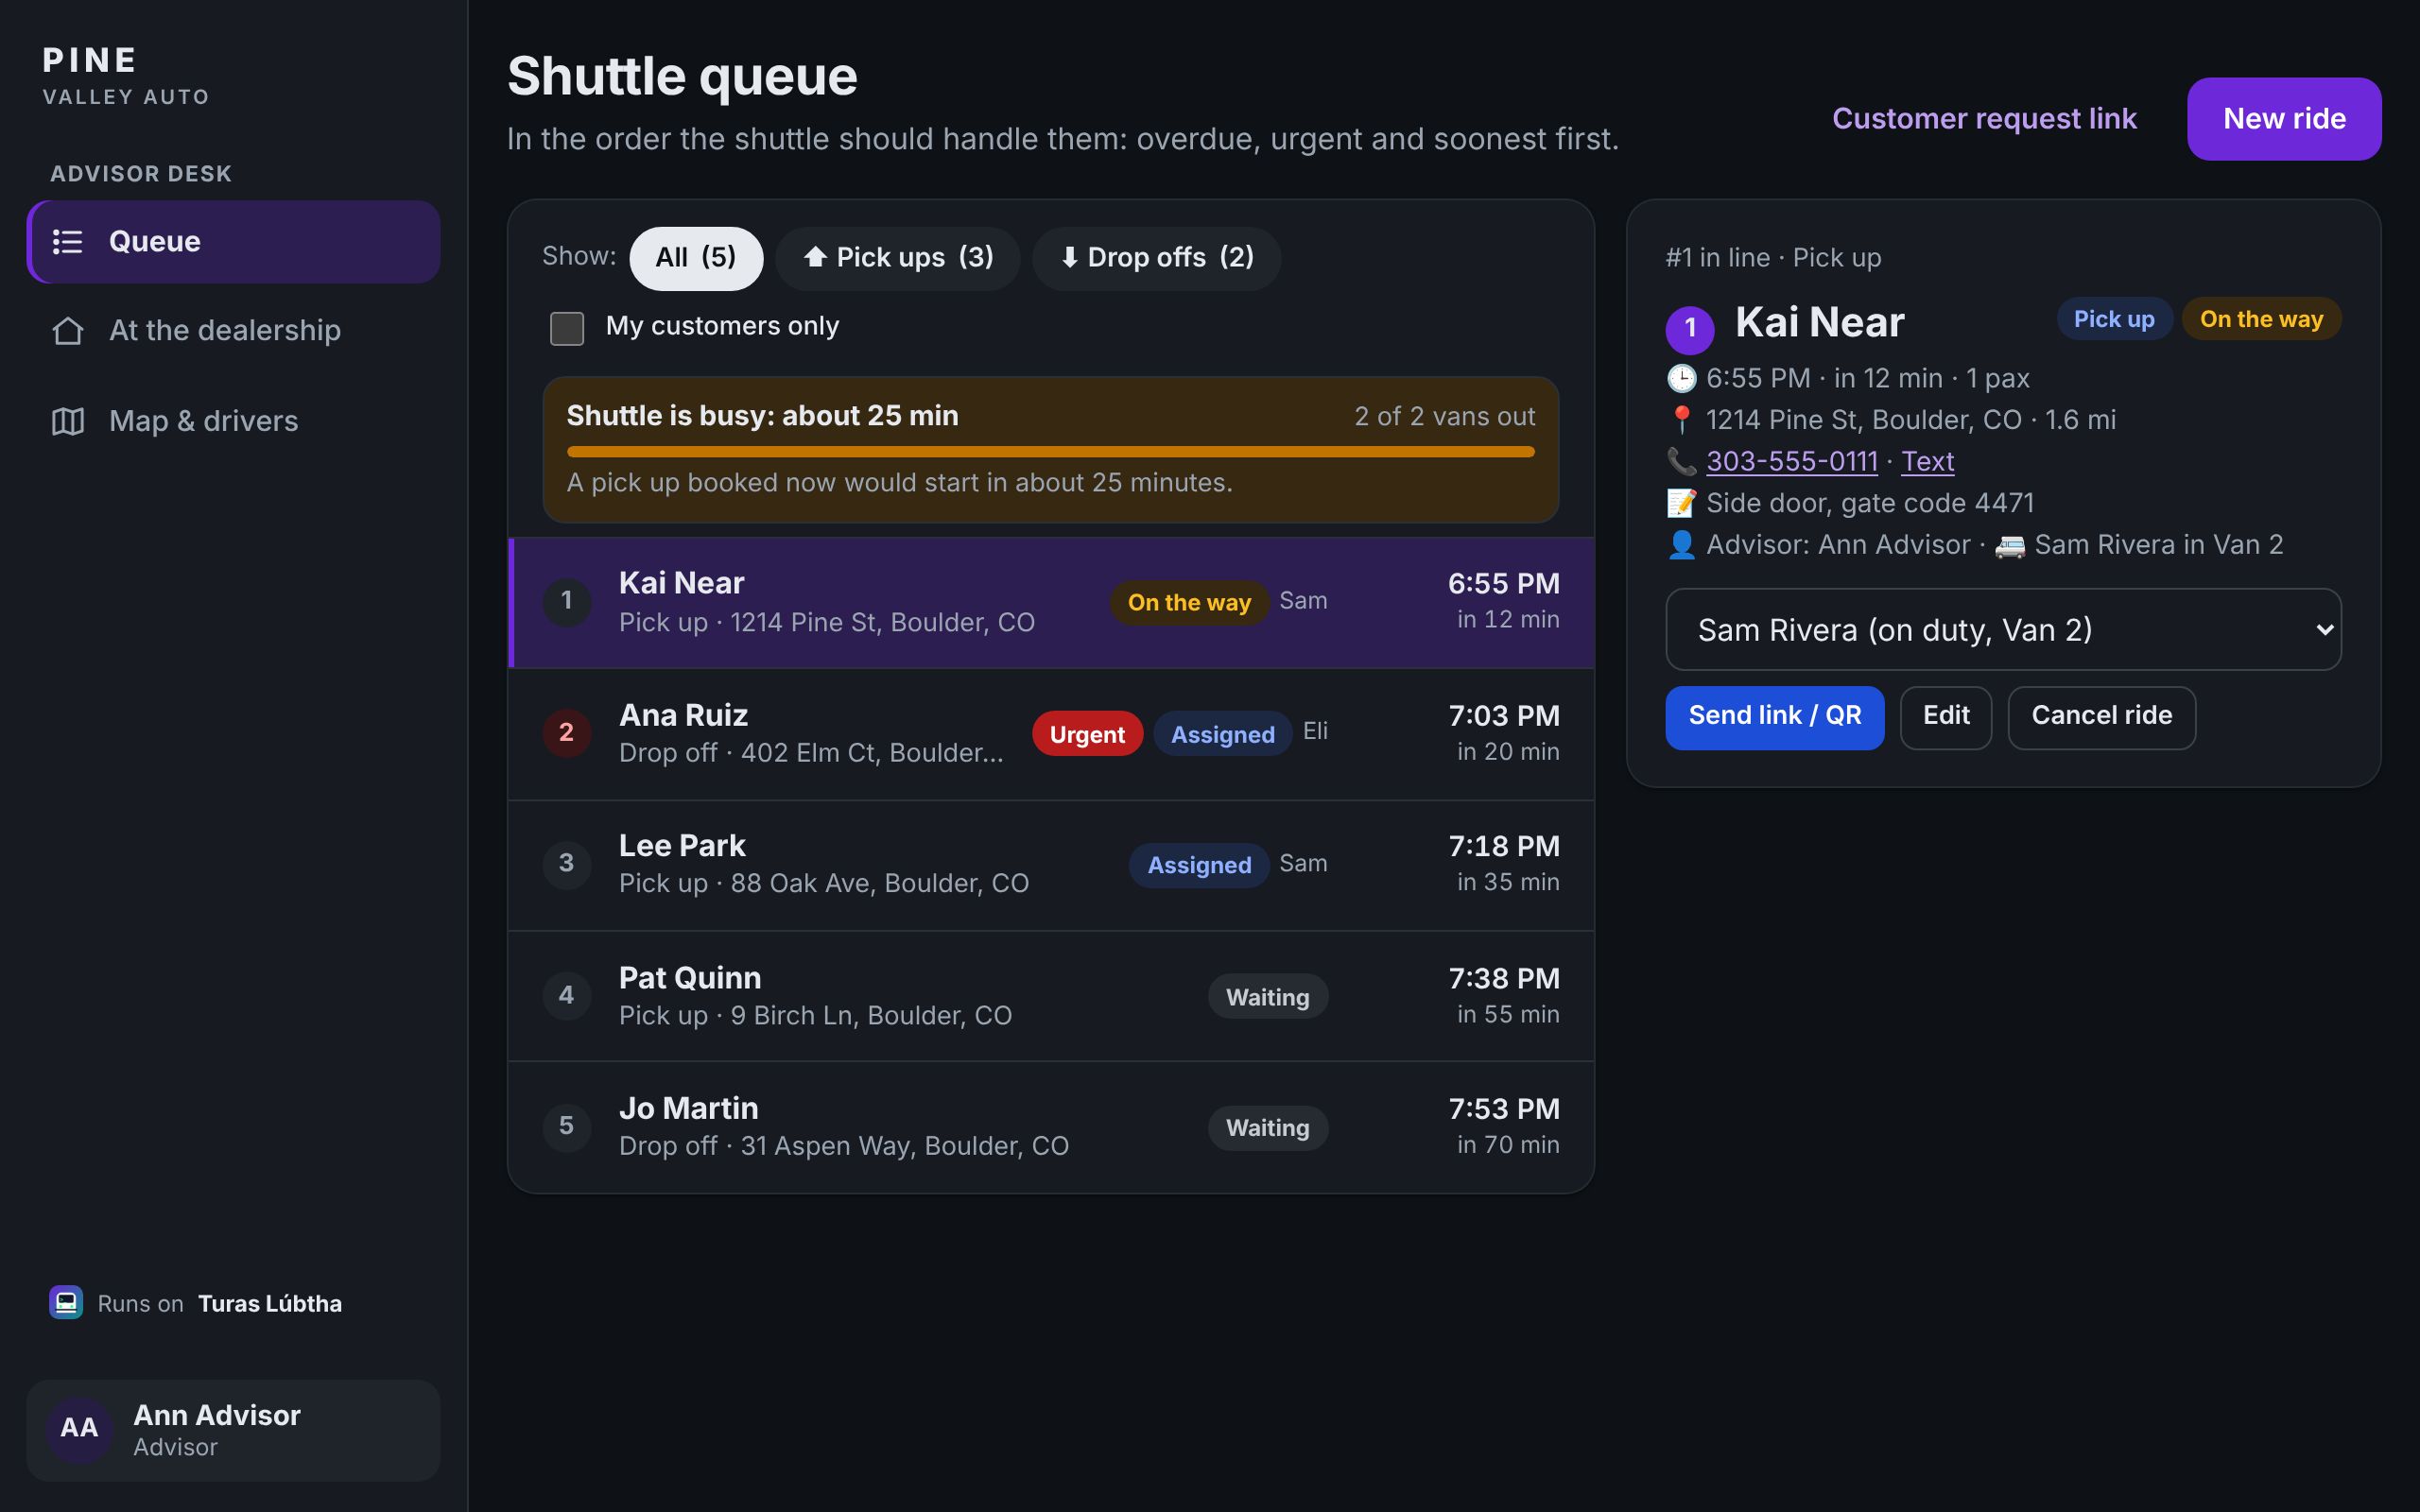 PINE
VALLEY AUTO
ADVISOR DESK
Queue
At the dealership
Map & drivers
Runs on Turas Lúbtha
AA
Ann Advisor
Advisor
Shuttle queue
In the order the shuttle should handle them: overdue, urgent and soonest first.
Customer request link
New ride
Show: All (5) Pick ups (3) Drop offs (2)
My customers only
Shuttle is busy: about 25 min 2 of 2 vans out
A pick up booked now would start in about 25 minutes.
1 Kai Near On the way Sam 6:55 PM
Pick up · 1214 Pine St, Boulder, CO in 12 min
2 Ana Ruiz Urgent Assigned Eli 7:03 PM
Drop off · 402 Elm Ct, Boulder... in 20 min
3 Lee Park Assigned Sam 7:18 PM
Pick up · 88 Oak Ave, Boulder, CO in 35 min
4 Pat Quinn Waiting 7:38 PM
Pick up · 9 Birch Ln, Boulder, CO in 55 min
5 Jo Martin Waiting 7:53 PM
Drop off · 31 Aspen Way, Boulder, CO in 70 min
#1 in line · Pick up
1 Kai Near Pick up On the way
6:55 PM · in 12 min · 1 pax
1214 Pine St, Boulder, CO · 1.6 mi
303-555-0111 · Text
Side door, gate code 4471
Advisor: Ann Advisor · Sam Rivera in Van 2
Sam Rivera (on duty, Van 2)
Send link / QR Edit Cancel ride